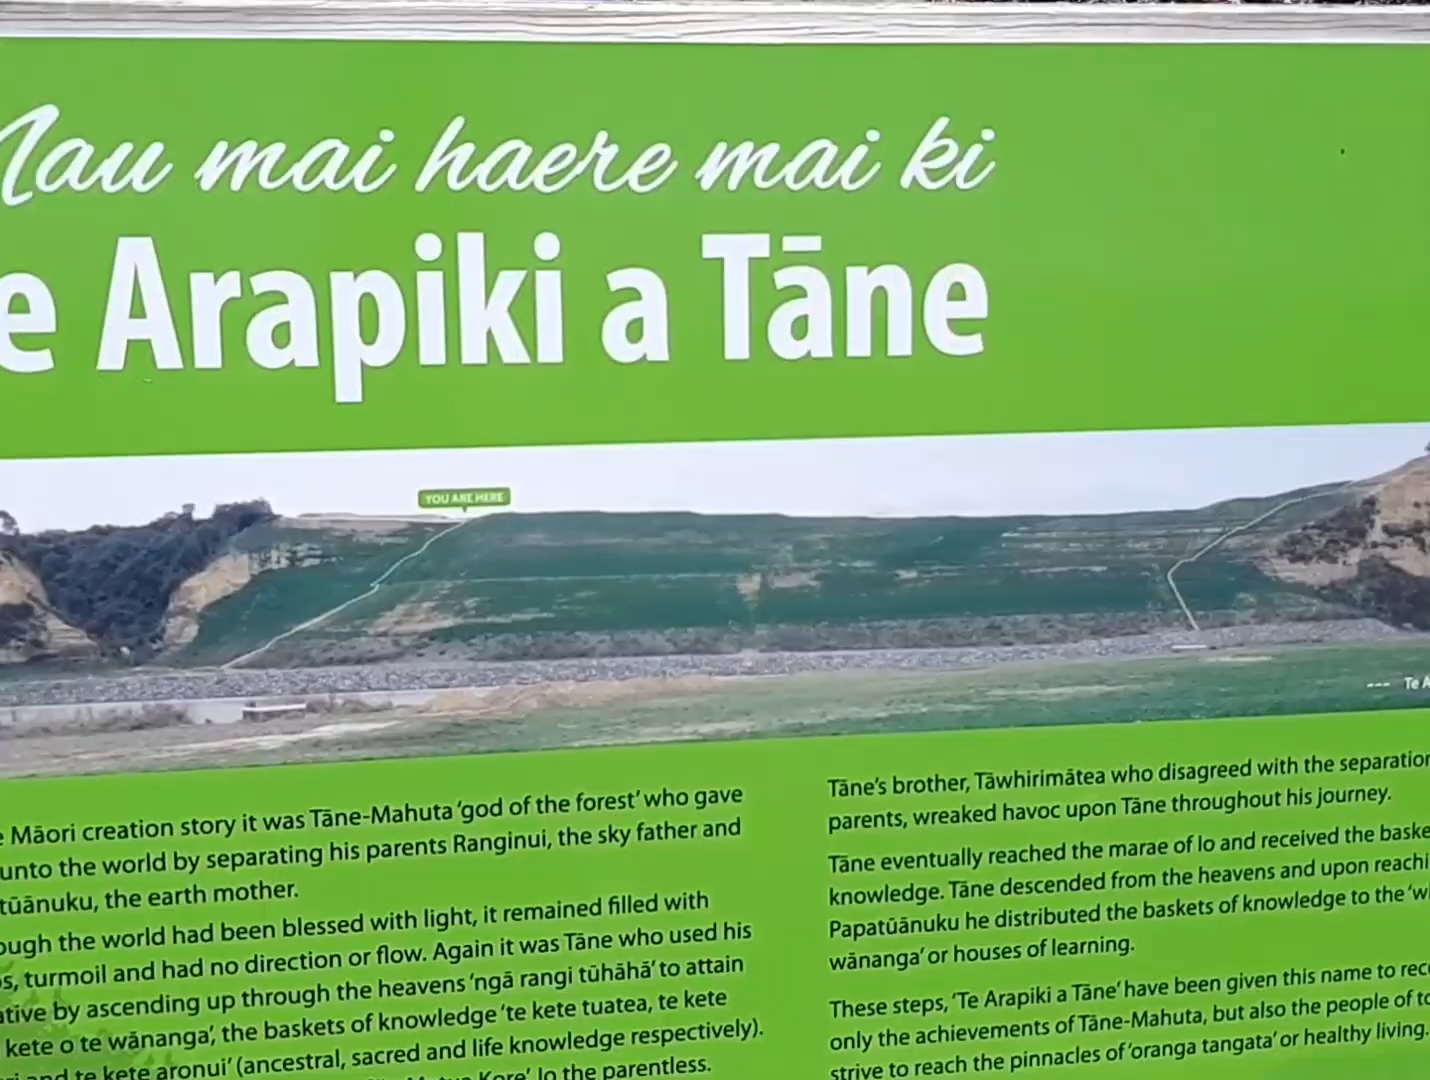 Nau mai haere mai ki
e Arapiki a Tāne
YOU ARE HERE
--- Te A
e Māori creation story it was Tāne-Mahuta ‘god of the forest’ who gave
unto the world by separating his parents Ranginui, the sky father and
tūānuku, the earth mother.
ough the world had been blessed with light, it remained filled with
s, turmoil and had no direction or flow. Again it was Tāne who used his
ative by ascending up through the heavens ‘ngā rangi tūhāhā’ to attain
kete o te wānanga’, the baskets of knowledge ‘te kete tuatea, te kete
ri and te kete aronui’ (ancestral, sacred and life knowledge respectively).
Kore’ Io the parentless.
Tāne’s brother, Tāwhirimātea who disagreed with the separation
parents, wreaked havoc upon Tāne throughout his journey.
Tāne eventually reached the marae of Io and received the baske
knowledge. Tāne descended from the heavens and upon reachi
Papatūānuku he distributed the baskets of knowledge to the ‘w
wānanga’ or houses of learning.
These steps, ‘Te Arapiki a Tāne’ have been given this name to rec
only the achievements of Tāne-Mahuta, but also the people of to
strive to reach the pinnacles of ‘oranga tangata’ or healthy living.